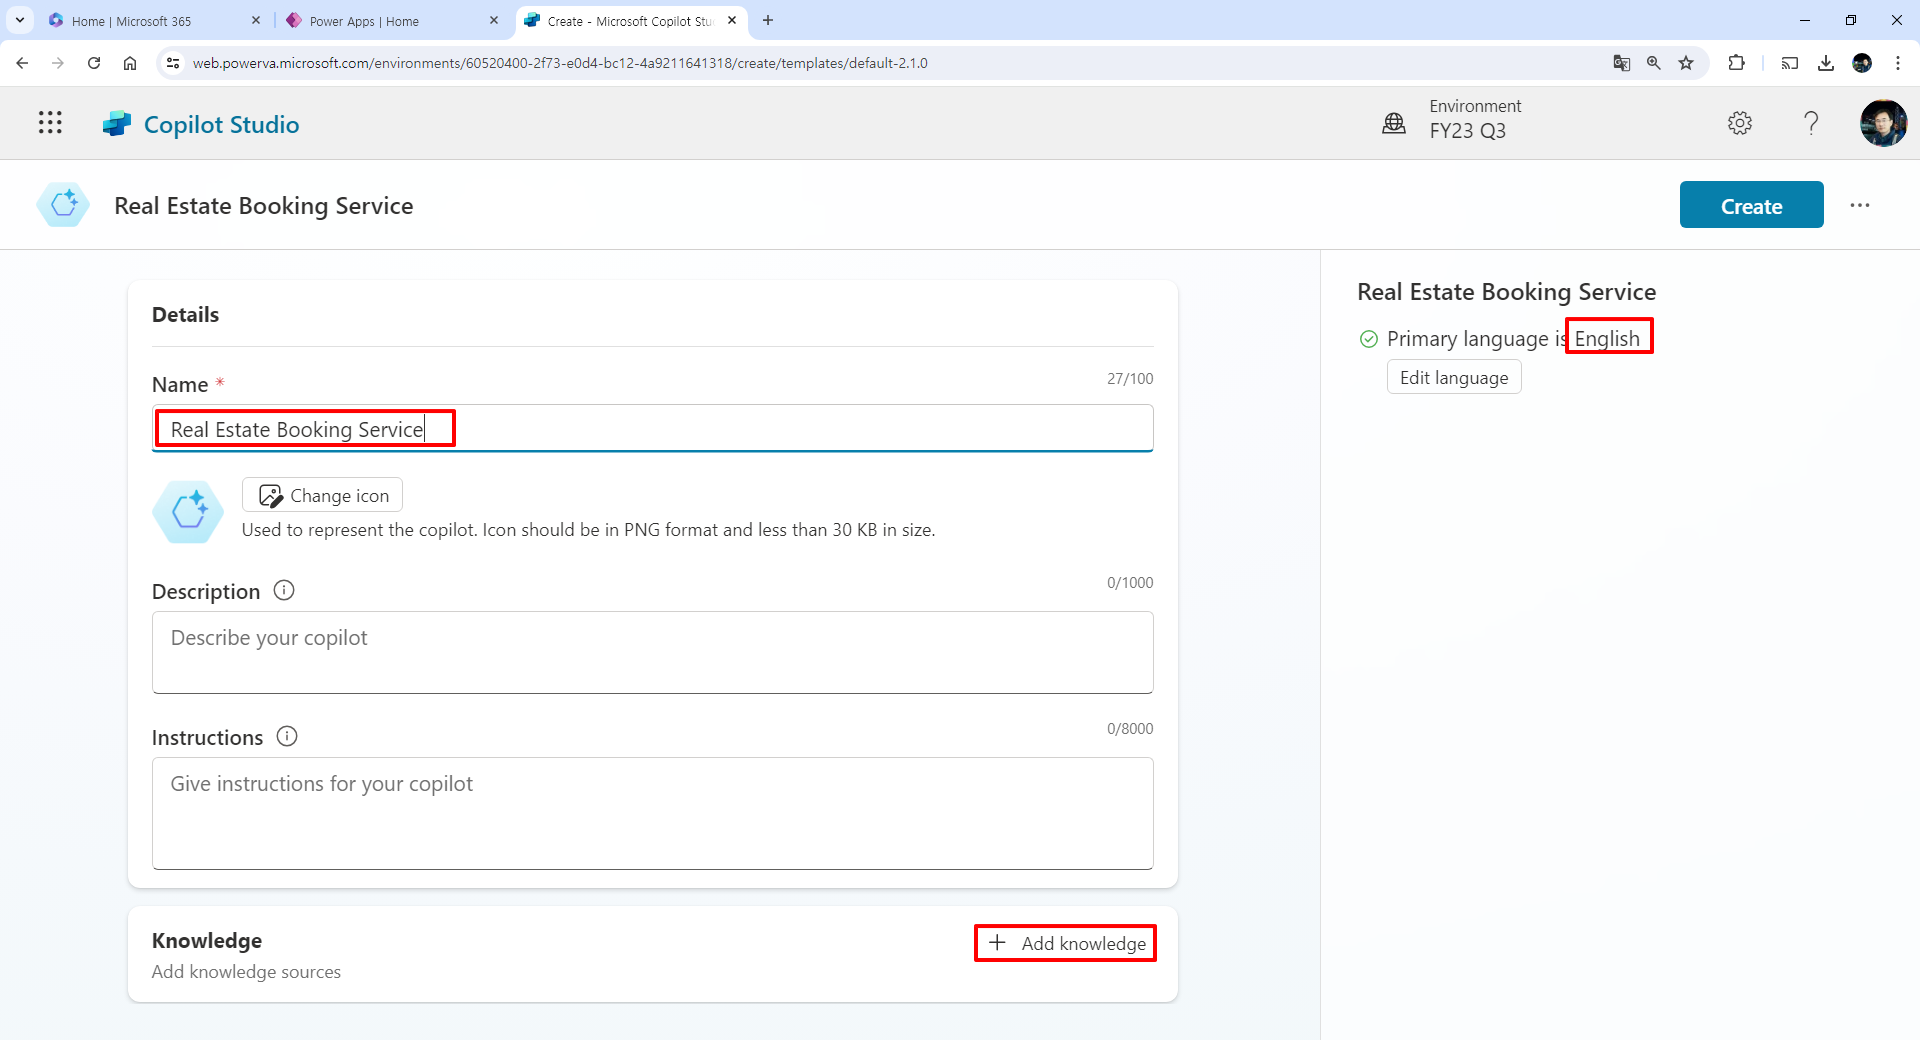 Home | Microsoft 365
Power Apps | Home
Create - Microsoft Copilot Stu
web.powerva.microsoft.com/environments/60520400-2f73-e0d4-bc12-4a9211641318/create/templates/default-2.1.0
Copilot Studio
Environment
FY23 Q3
Real Estate Booking Service
Create
Details
Name *
27/100
Real Estate Booking Service
Change icon
Used to represent the copilot. Icon should be in PNG format and less than 30 KB in size.
Description
0/1000
Describe your copilot
Instructions
0/8000
Give instructions for your copilot
Knowledge
Add knowledge sources
Add knowledge
Real Estate Booking Service
Primary language is English
Edit language